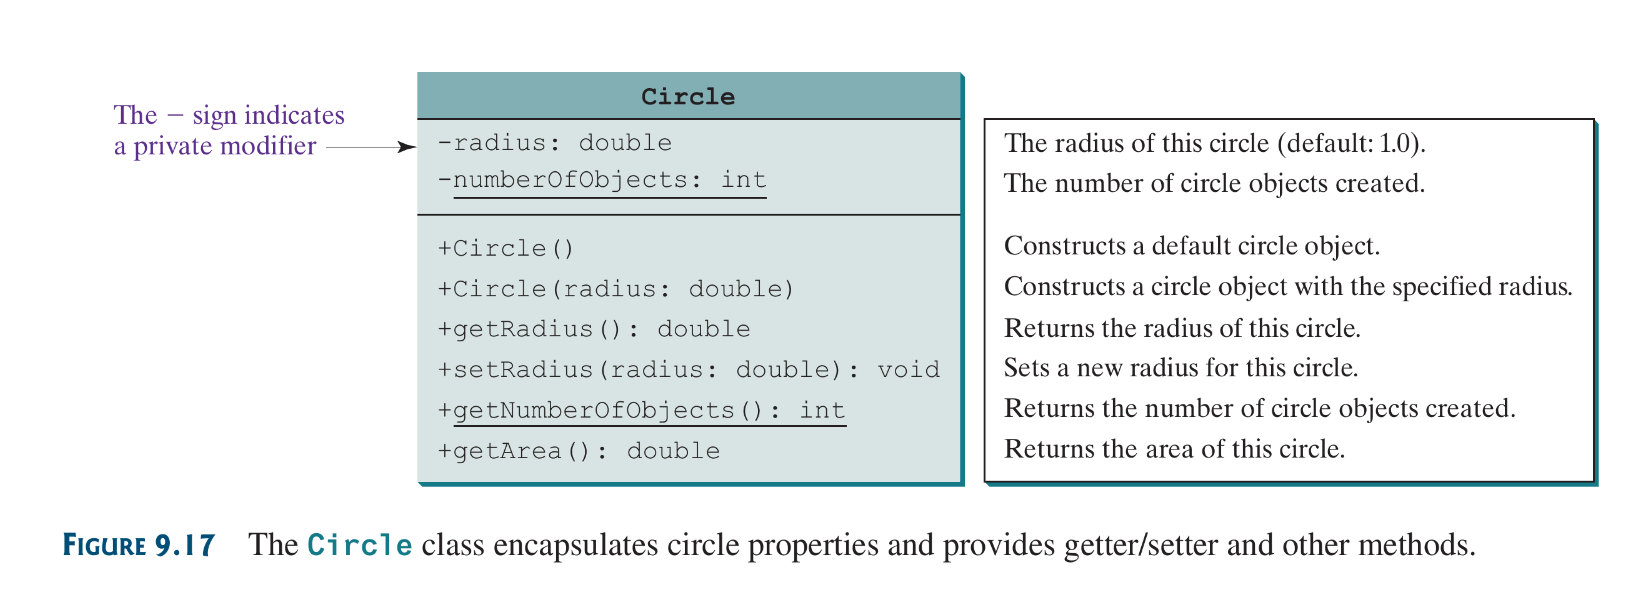 The – sign indicates
a private modifier
Circle
-radius: double
-numberOfObjects: int
+Circle()
+Circle(radius: double)
+getRadius(): double
+setRadius(radius: double): void
+getNumberOfObjects(): int
+getArea(): double
The radius of this circle (default: 1.0).
The number of circle objects created.
Constructs a default circle object.
Constructs a circle object with the specified radius.
Returns the radius of this circle.
Sets a new radius for this circle.
Returns the number of circle objects created.
Returns the area of this circle.
FIGURE 9.17 The Circle class encapsulates circle properties and provides getter/setter and other methods.